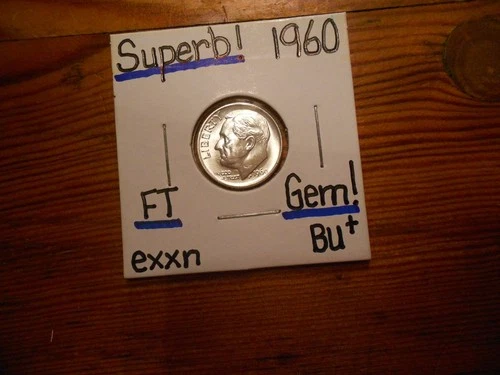 Superb! 1960
LIBERTY
FT Gem!
exxn Bu+